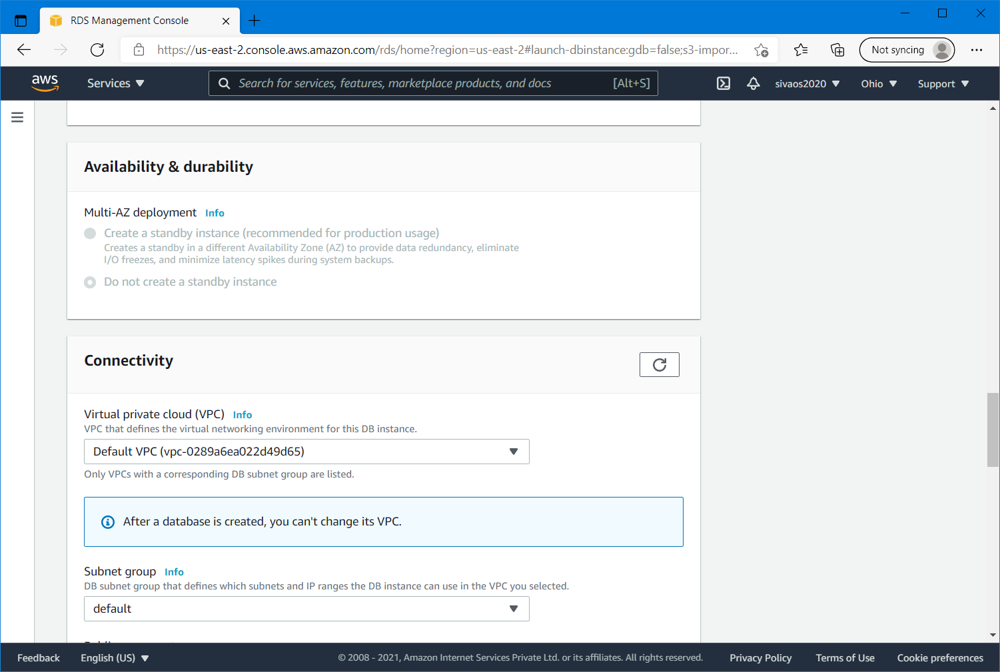 RDS Management Console
https://us-east-2.console.aws.amazon.com/rds/home?region=us-east-2#launch-dbinstance:gdb=false;s3-impor...
Not syncing
aws
Services
Search for services, features, marketplace products, and docs
[Alt+S]
sivaos2020
Ohio
Support
Availability & durability
Multi-AZ deployment Info
Create a standby instance (recommended for production usage)
Creates a standby in a different Availability Zone (AZ) to provide data redundancy, eliminate
I/O freezes, and minimize latency spikes during system backups.
Do not create a standby instance
Connectivity
Virtual private cloud (VPC) Info
VPC that defines the virtual networking environment for this DB instance.
Default VPC (vpc-0289a6ea022d49d65)
Only VPCs with a corresponding DB subnet group are listed.
After a database is created, you can't change its VPC.
Subnet group Info
DB subnet group that defines which subnets and IP ranges the DB instance can use in the VPC you selected.
default
Feedback
English (US)
© 2008 - 2021, Amazon Internet Services Private Ltd. or its affiliates. All rights reserved.
Privacy Policy
Terms of Use
Cookie preferences